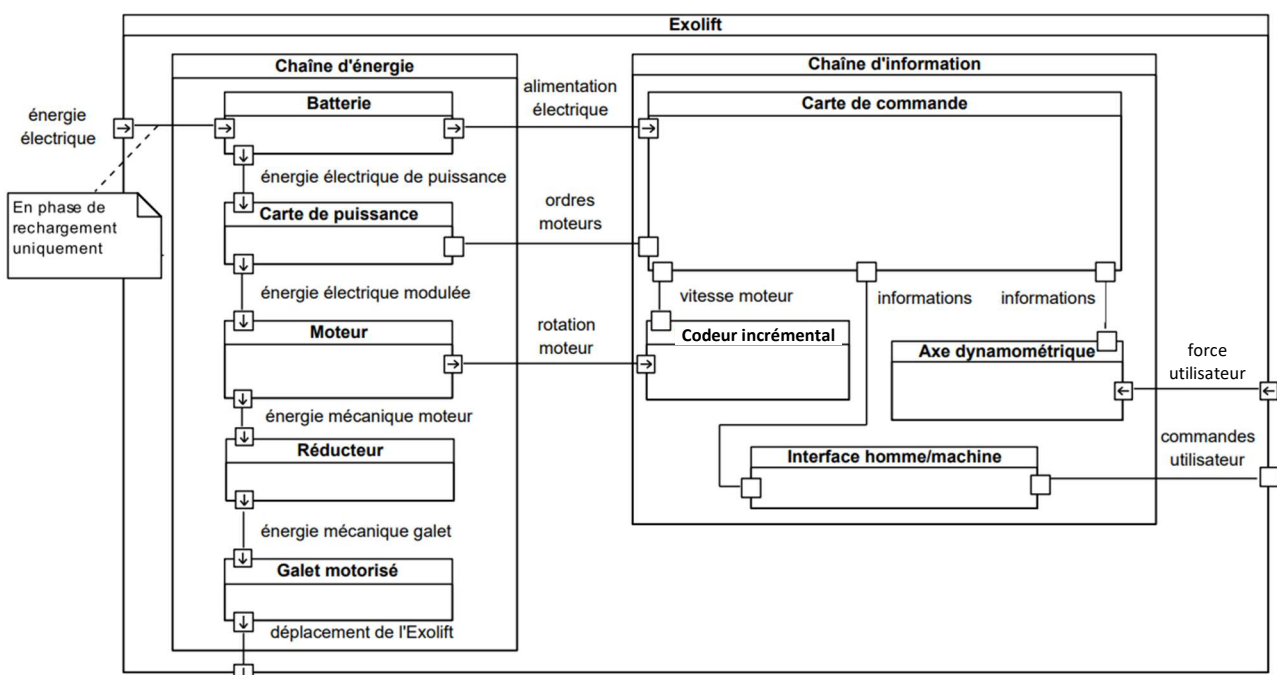 Exolift
Chaîne d'énergie
Chaîne d'information
Batterie
alimentation
électrique
Carte de commande
énergie
électrique
énergie électrique de puissance
En phase de
rechargement
uniquement
Carte de puissance
ordres
moteurs
énergie électrique modulée
vitesse moteur
informations
informations
Moteur
rotation
moteur
Codeur incrémental
Axe dynamométrique
force
utilisateur
énergie mécanique moteur
commandes
utilisateur
Réducteur
Interface homme/machine
énergie mécanique galet
Galet motorisé
déplacement de l'Exolift